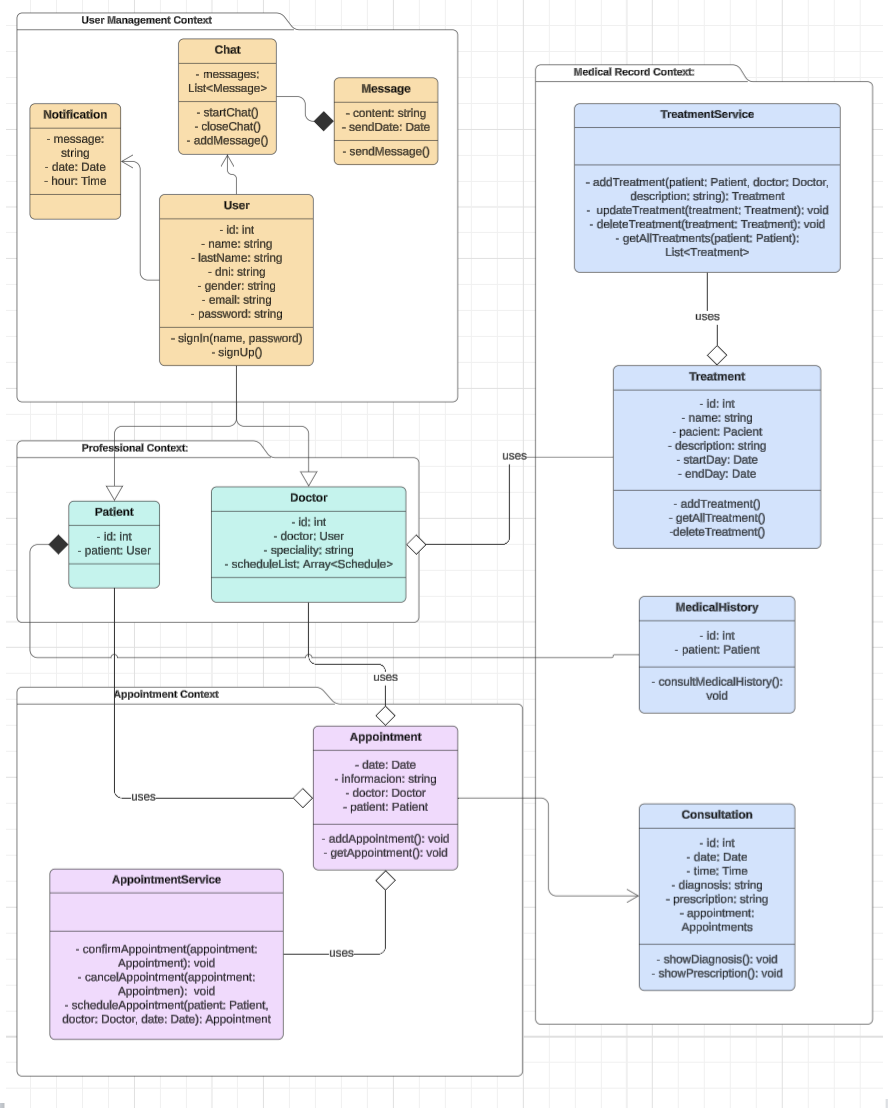 User Management Context
Chat
- messages:
List<Message>
- startChat()
- closeChat()
- addMessage()
Message
- content: string
- sendDate: Date
- sendMessage()
Notification
- message:
string
- date: Date
- hour: Time
User
- id: int
- name: string
- lastName: string
- dni: string
- gender: string
- email: string
- password: string
- signIn(name, password)
- signUp()
Professional Context:
Patient
- id: int
- patient: User
Doctor
- id: int
- doctor: User
- speciality: string
- scheduleList: Array<Schedule>
uses
uses
Appointment Context
Appointment
- date: Date
- informacion: string
- doctor: Doctor
- patient: Patient
- addAppointment(): void
- getAppointment(): void
uses
AppointmentService
- confirmAppointment(appointment:
Appointment): void
- cancelAppointment(appointment:
Appointmen):  void
- scheduleAppointment(patient: Patient,
doctor: Doctor, date: Date): Appointment
uses
Medical Record Context:
TreatmentService
- addTreatment(patient: Patient, doctor: Doctor,
description: string): Treatment
-  updateTreatment(treatment: Treatment): void
- deleteTreatment(treatment: Treatment): void
- getAllTreatments(patient: Patient):
List<Treatment>
uses
Treatment
- id: int
- name: string
- pacient: Pacient
- description: string
- startDay: Date
- endDay: Date
- addTreatment()
- getAllTreatment()
-deleteTreatment()
MedicalHistory
- id: int
- patient: Patient
- consultMedicalHistory():
void
Consultation
- id: int
- date: Date
- time: Time
- diagnosis: string
- prescription: string
- appointment:
Appointments
- showDiagnosis(): void
- showPrescription(): void